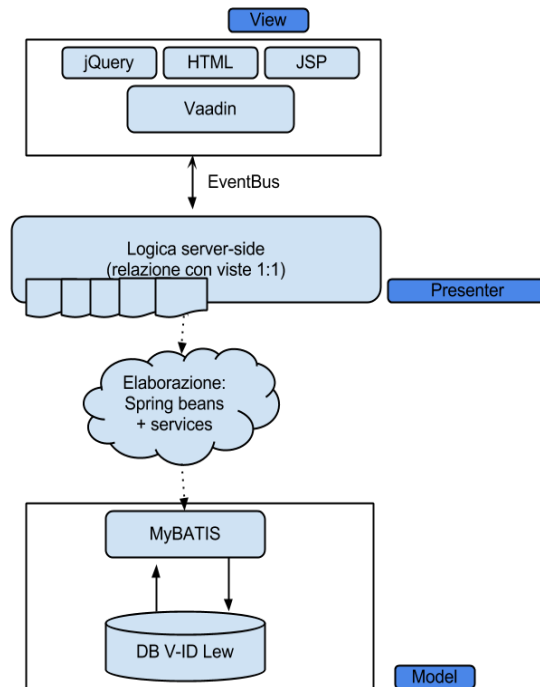 View
jQuery
HTML
JSP
Vaadin
EventBus
Logica server-side
(relazione con viste 1:1)
Presenter
Elaborazione:
Spring beans
+ services
MyBATIS
DB V-ID Lew
Model